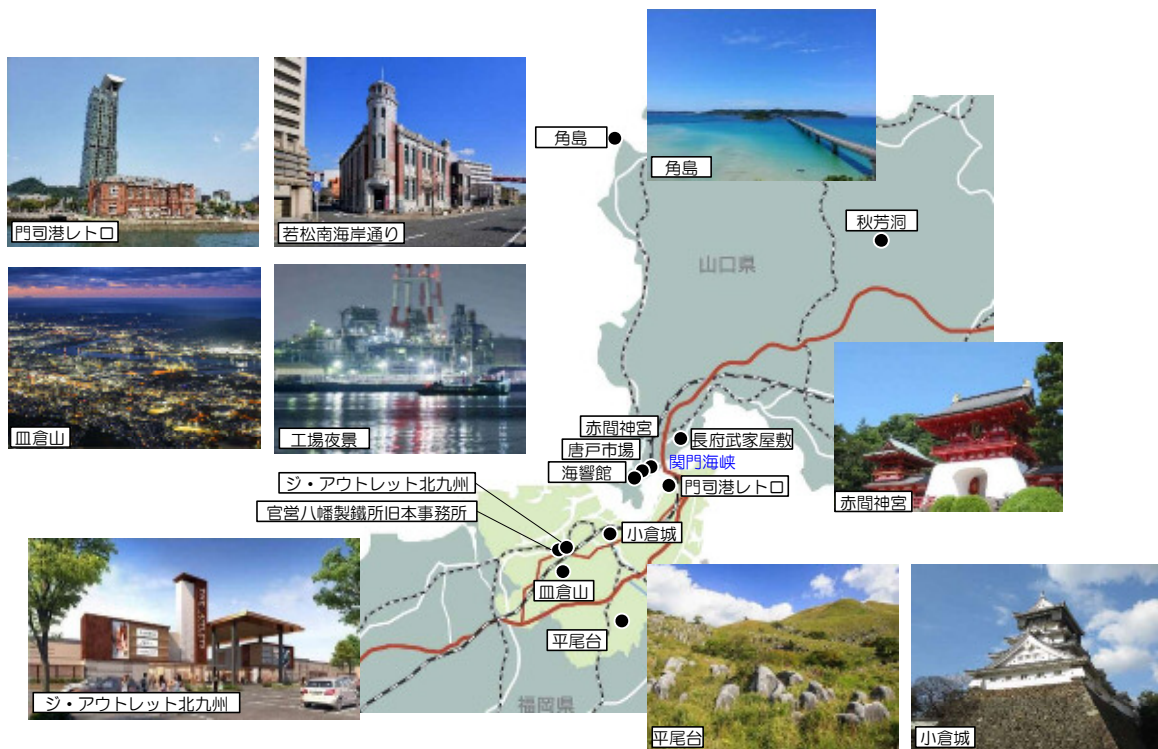 門司港レトロ
若松南海岸通り
角島
角島
秋芳洞
山口県
皿倉山
工場夜景
赤間神宮
唐戸市場
海響館
長府武家屋敷
関門海峡
門司港レトロ
赤間神宮
ジ・アウトレット北九州
官営八幡製鐵所旧本事務所
小倉城
皿倉山
平尾台
福岡県
ジ・アウトレット北九州
平尾台
小倉城